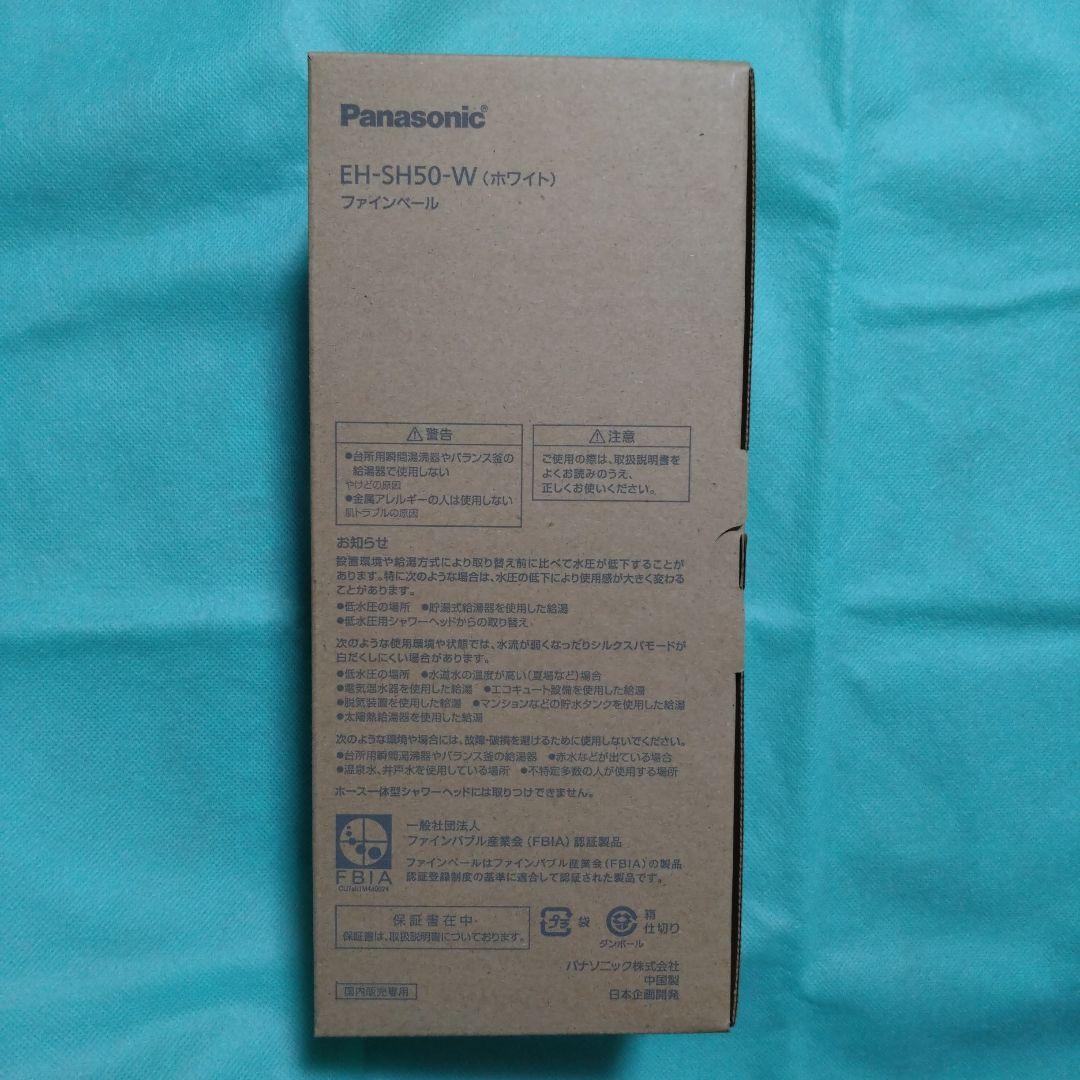 Panasonic®
EH-SH50-W（ホワイト）
ファインベール
⚠警告
●台所用瞬間湯沸器やバランス釜の
給湯器で使用しない
やけどの原因
●金属アレルギーの人は使用しない
肌トラブルの原因
⚠注意
ご使用の際は、取扱説明書を
よくお読みのうえ、
正しくお使いください。
お知らせ
設置環境や給湯方式により取り替え前に比べて水圧が低下することが
あります。特に次のような場合は、水圧の低下により使用感が大きく変わる
ことがあります。
●低水圧の場所 ●貯湯式給湯器を使用した給湯
●低水圧用シャワーヘッドからの取り替え
次のような使用環境や状態では、水流が弱くなったりシルクスパモードが
白だくしにくい場合があります。
●低水圧の場所 ●水道水の温度が高い（夏場など）場合
●電気温水器を使用した給湯 ●エコキュート設備を使用した給湯
●脱気装置を使用した給湯 ●マンションなどの貯水タンクを使用した給湯
●太陽熱給湯器を使用した給湯
次のような環境や場合には、故障・破損を避けるために使用しないでください。
●台所用瞬間湯沸器やバランス釜の給湯器 ●赤水などが出ている場合
●温泉水、井戸水を使用している場所 ●不特定多数の人が使用する場所
ホース一体型シャワーヘッドには取りつけできません。
FBIA
一般社団法人
ファインバブル産業会（FBIA）認証製品
ファインベールはファインバブル産業会（FBIA）の製品
認証登録制度の基準に適合して認証された製品です。
保証書在中
保証書は、取扱説明書についております。
プラ 袋
ダンボール
箱
仕切り
パナソニック株式会社
中国製
日本企画開発
国内販売専用